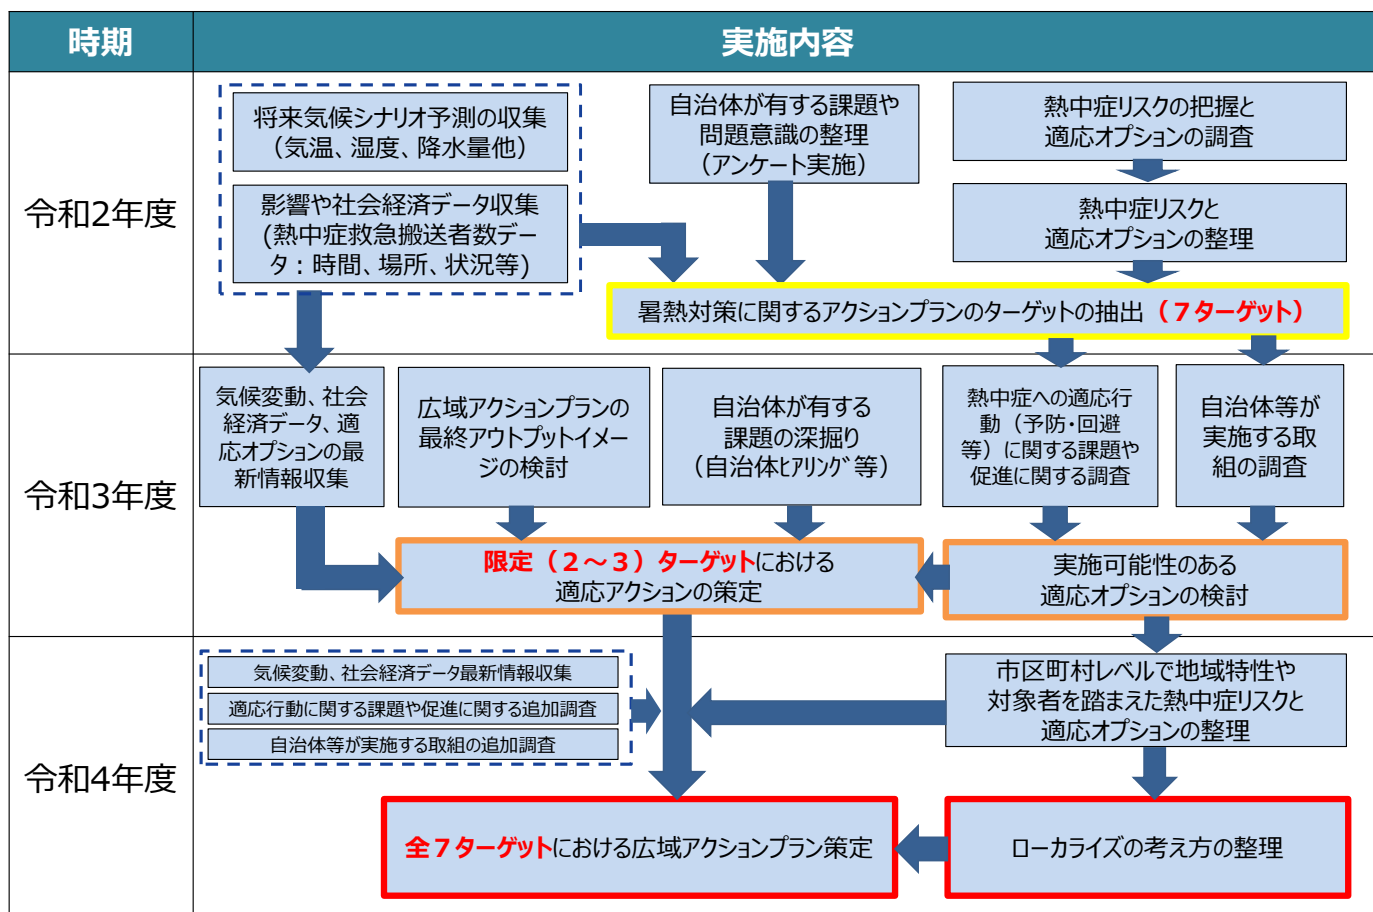 時期
実施内容
令和2年度
将来気候シナリオ予測の収集
（気温、湿度、降水量他）
影響や社会経済データ収集
(熱中症救急搬送者数デー
タ：時間、場所、状況等)
自治体が有する課題や
問題意識の整理
（アンケート実施）
熱中症リスクの把握と
適応オプションの調査
熱中症リスクと
適応オプションの整理
暑熱対策に関するアクションプランのターゲットの抽出（７ターゲット）
令和3年度
気候変動、社会
経済データ、適
応オプションの最
新情報収集
広域アクションプランの
最終アウトプットイメー
ジの検討
自治体が有する
課題の深掘り
（自治体ﾋｱﾘﾝｸﾞ等）
熱中症への適応行
動（予防・回避
等）に関する課題や
促進に関する調査
自治体等が
実施する取
組の調査
限定（２～３）ターゲットにおける
適応アクションの策定
実施可能性のある
適応オプションの検討
令和4年度
気候変動、社会経済データ最新情報収集
適応行動に関する課題や促進に関する追加調査
自治体等が実施する取組の追加調査
市区町村レベルで地域特性や
対象者を踏まえた熱中症リスクと
適応オプションの整理
全７ターゲットにおける広域アクションプラン策定
ローカライズの考え方の整理